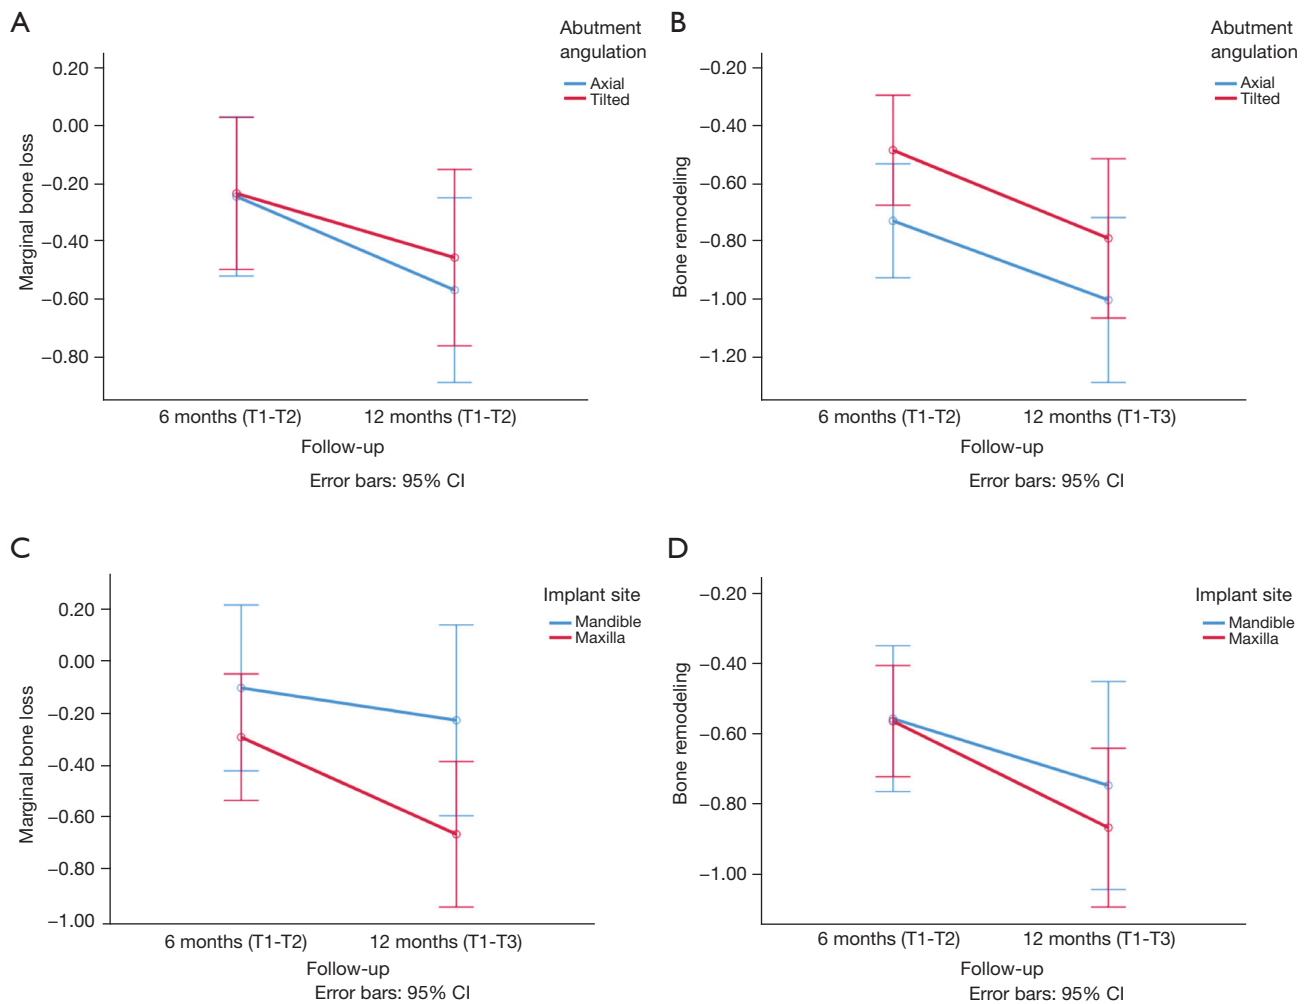 A
Abutment
angulation
Axial
Tilted
Marginal bone loss
0.20
0.00
−0.20
−0.40
−0.60
−0.80
6 months (T1-T2)
12 months (T1-T2)
Follow-up
Error bars: 95% CI
B
Abutment
angulation
Axial
Tilted
Bone remodeling
−0.20
−0.40
−0.60
−0.80
−1.00
−1.20
6 months (T1-T2)
12 months (T1-T3)
Follow-up
Error bars: 95% CI
C
Implant site
Mandible
Maxilla
Marginal bone loss
0.20
0.00
−0.20
−0.40
−0.60
−0.80
−1.00
6 months (T1-T2)
12 months (T1-T3)
Follow-up
Error bars: 95% CI
D
Implant site
Mandible
Maxilla
Bone remodeling
−0.20
−0.40
−0.60
−0.80
−1.00
6 months (T1-T2)
12 months (T1-T3)
Follow-up
Error bars: 95% CI